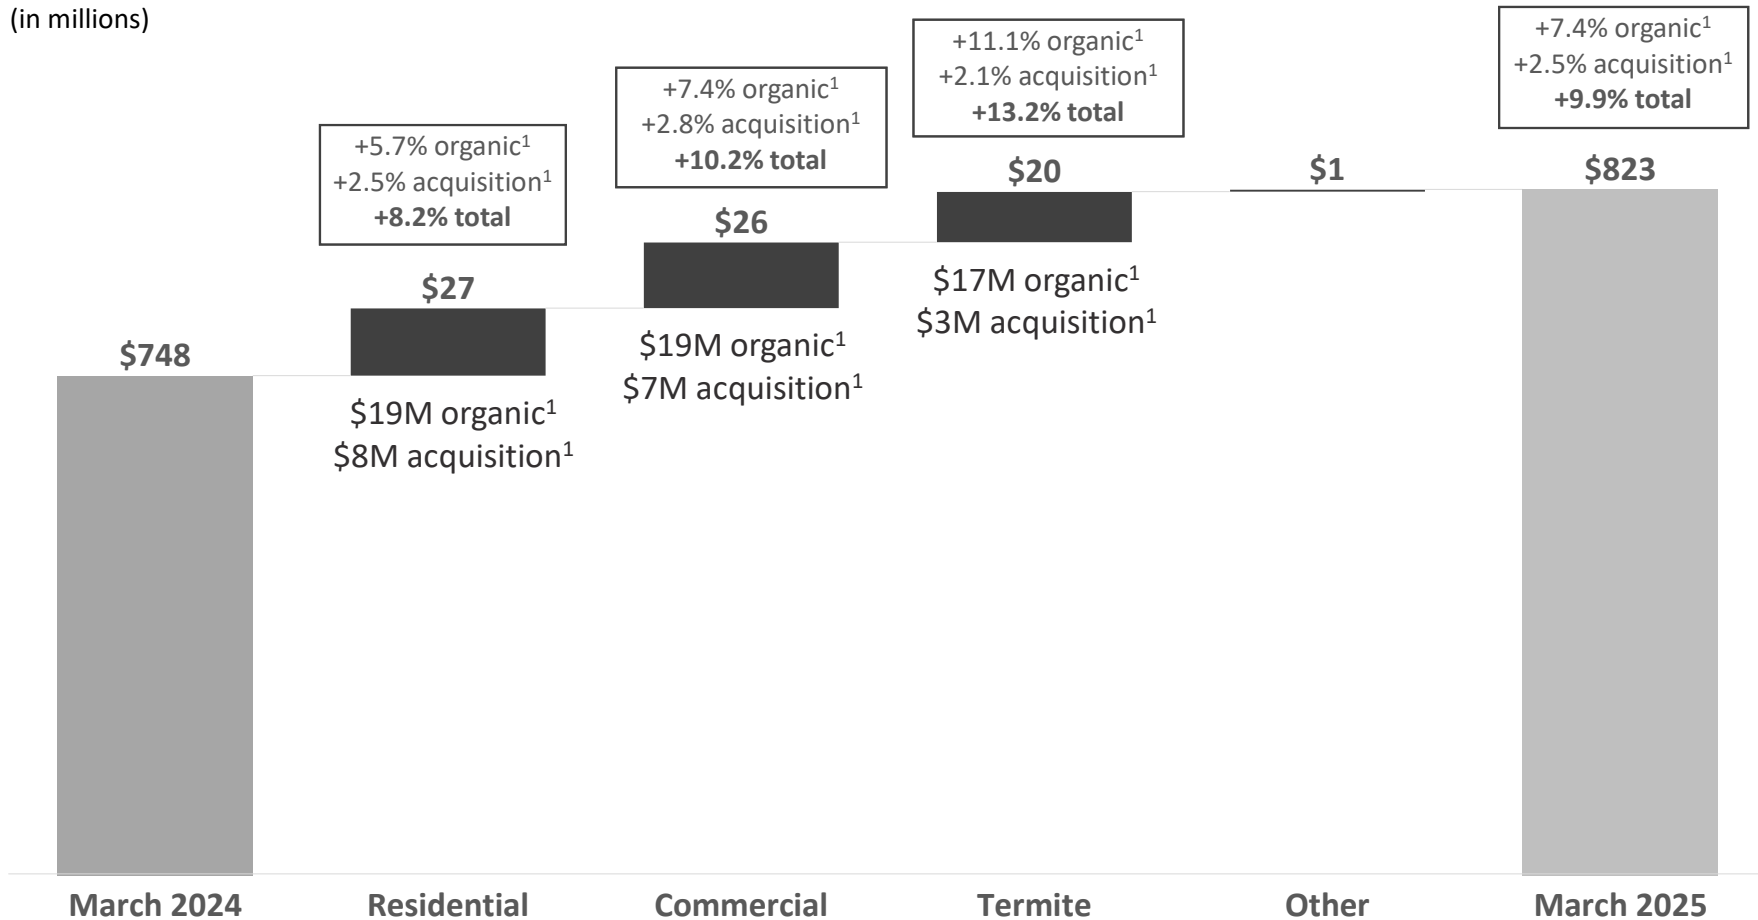 (in millions)
+5.7% organic¹
+2.5% acquisition¹
+8.2% total
+7.4% organic¹
+2.8% acquisition¹
+10.2% total
+11.1% organic¹
+2.1% acquisition¹
+13.2% total
+7.4% organic¹
+2.5% acquisition¹
+9.9% total
$748
$27
$26
$20
$1
$823
$19M organic¹
$8M acquisition¹
$19M organic¹
$7M acquisition¹
$17M organic¹
$3M acquisition¹
March 2024
Residential
Commercial
Termite
Other
March 2025